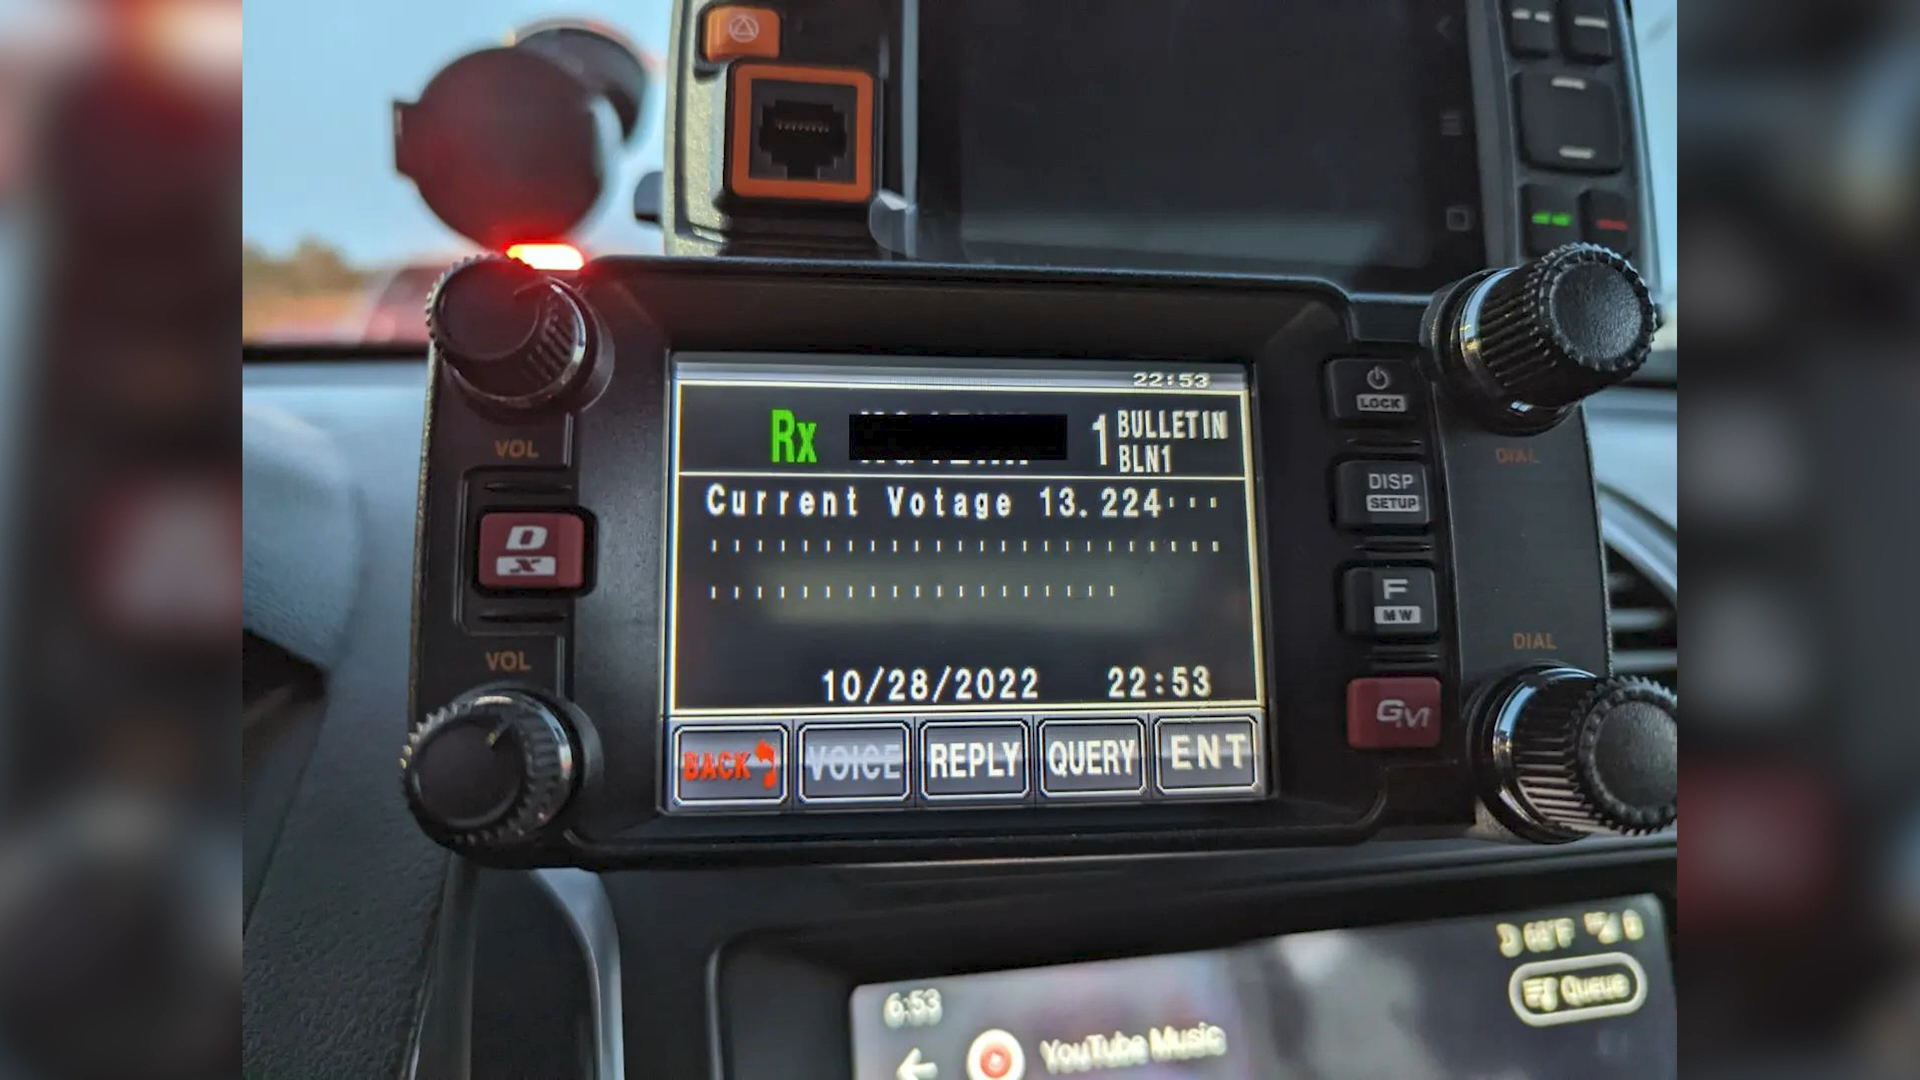 22:53
Rx 1 BULLETIN
BLN1
Current Votage 13.224
10/28/2022 22:53
BACK VOICE REPLY QUERY ENT
VOL
D
X
VOL
LOCK
DIAL
DISP
SETUP
F
MW
DIAL
GM
6:53
Queue
YouTube Music